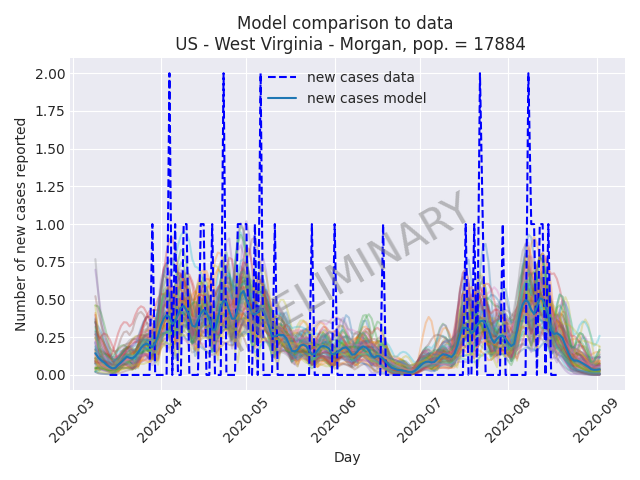 Model comparison to data
US - West Virginia - Morgan, pop. = 17884
new cases data
new cases model
2.00
1.75
1.50
1.25
1.00
0.75
0.50
0.25
0.00
Number of new cases reported
PRELIMINARY
2020-03
2020-04
2020-05
2020-06
2020-07
2020-08
2020-09
Day